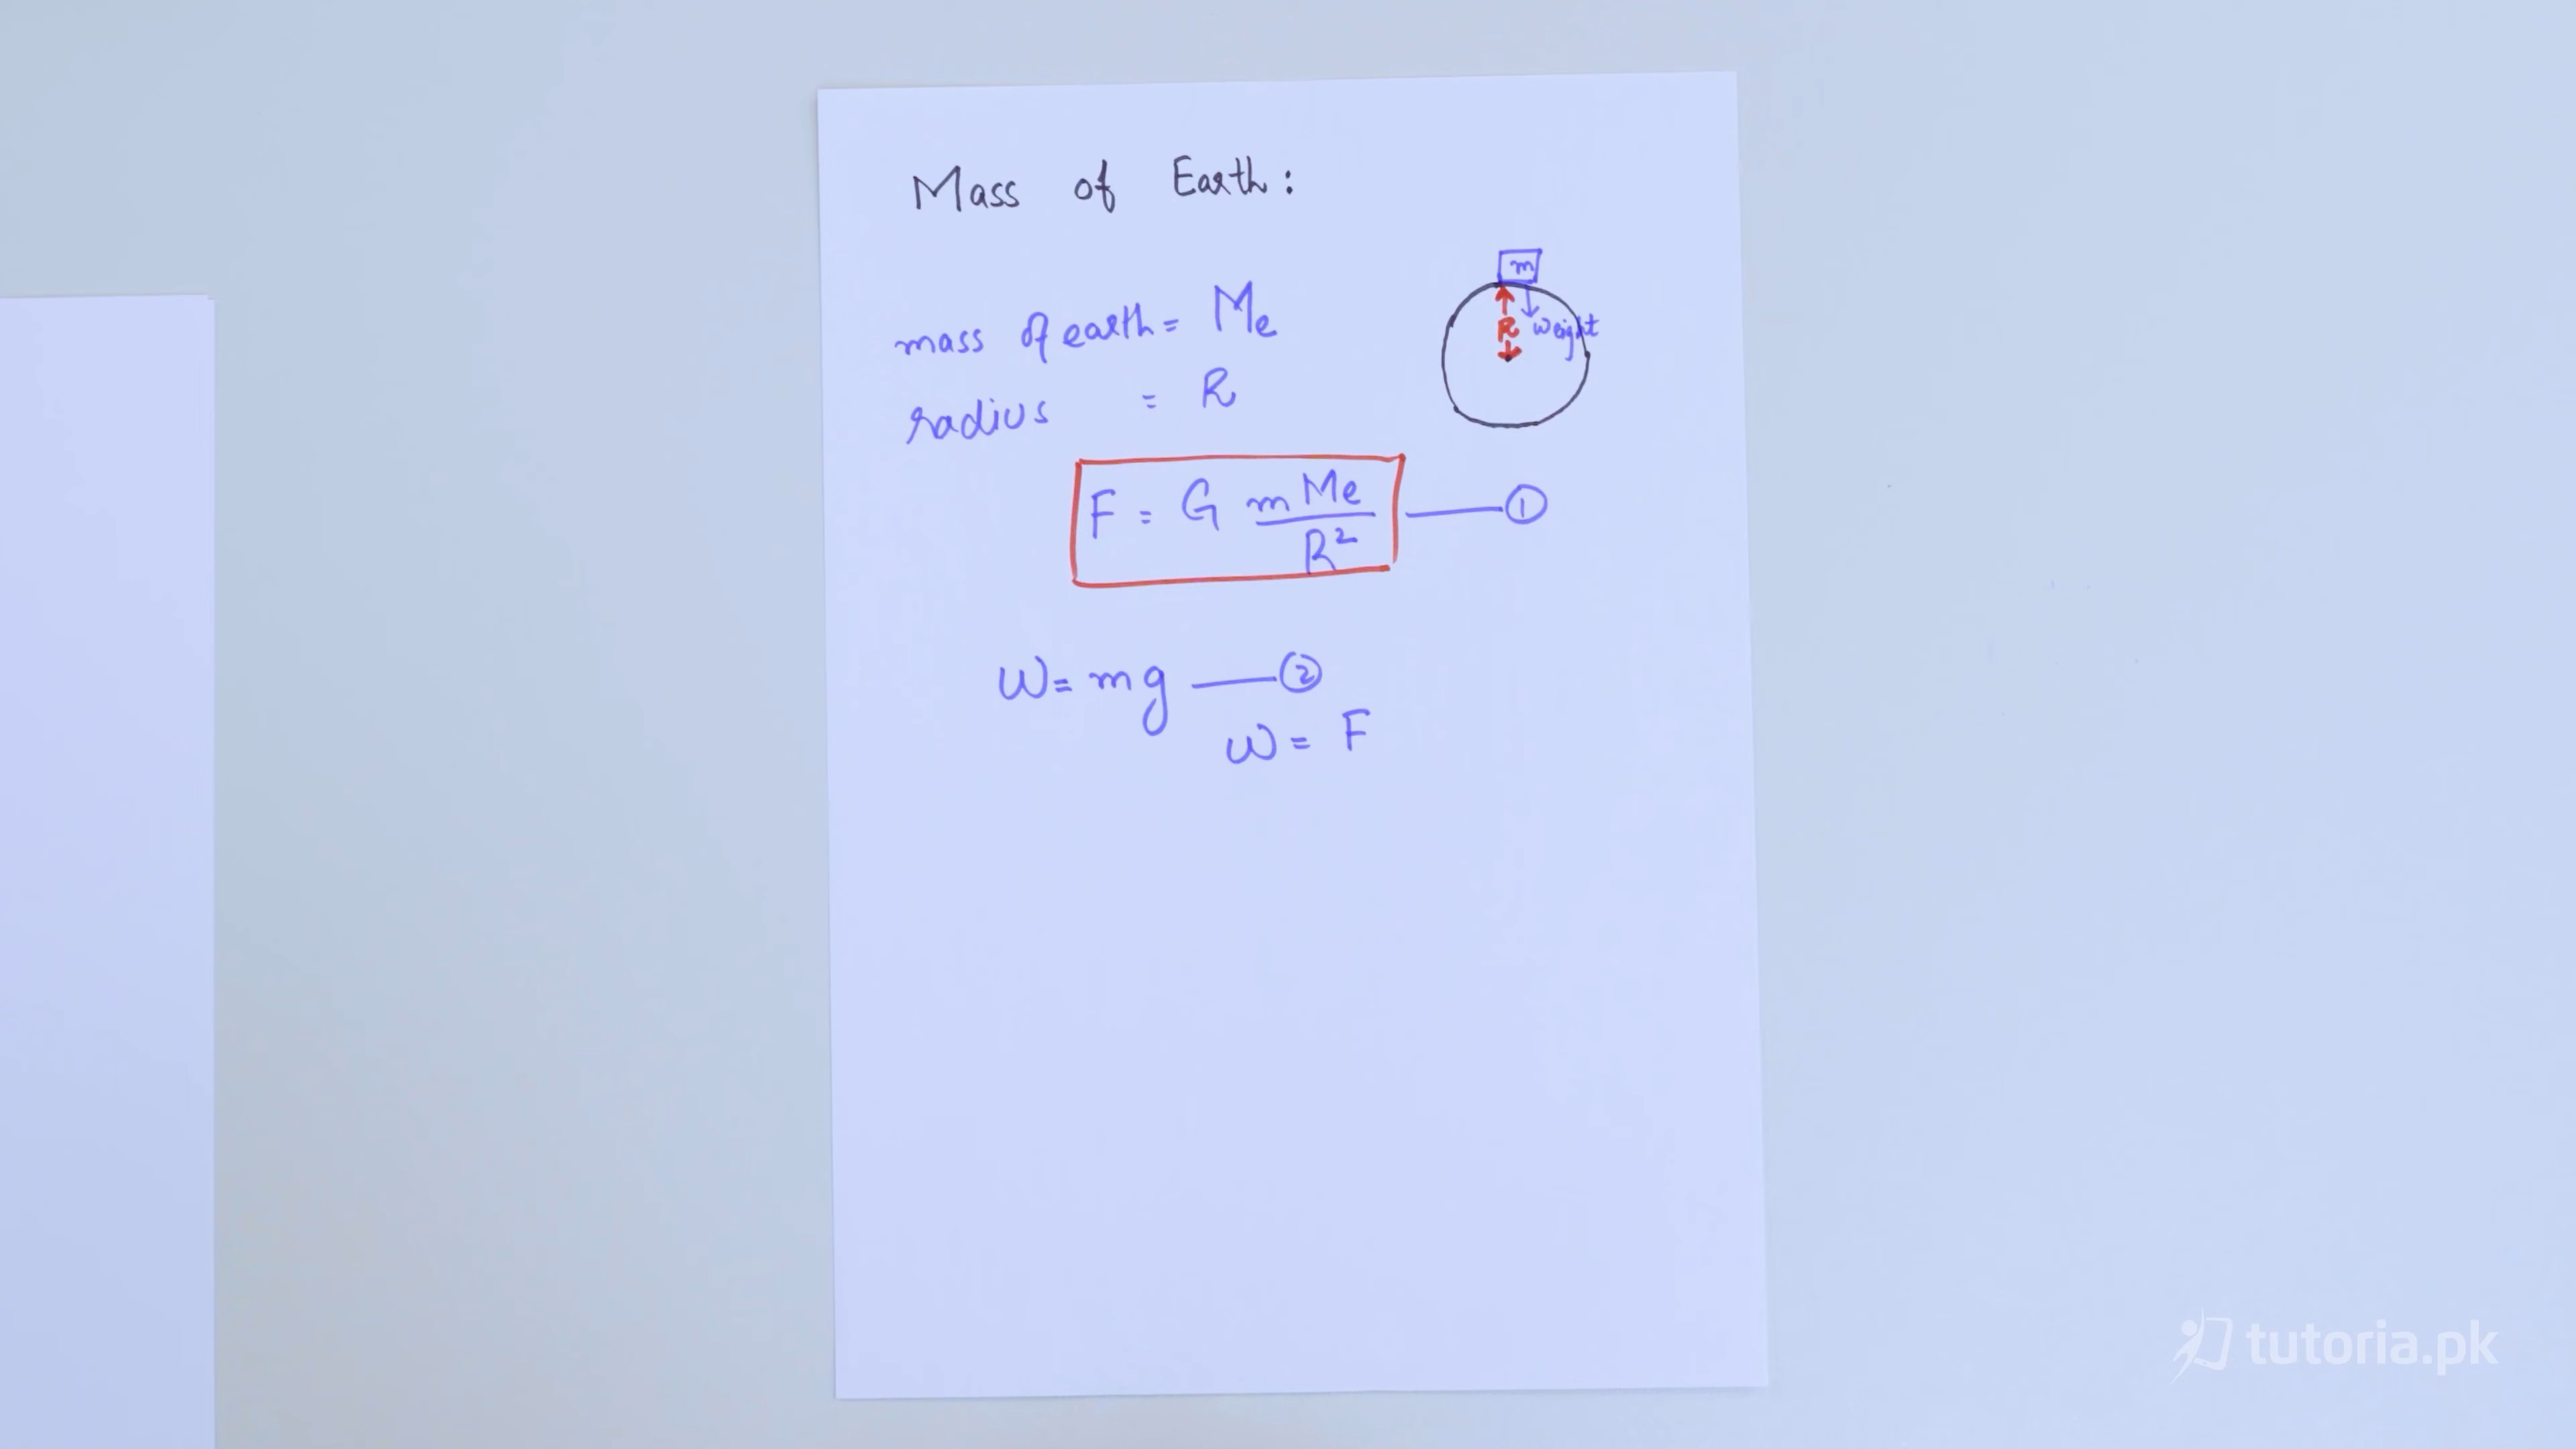 Mass of Earth:
m
R weight
mass of earth = Me
radius = R
F = G mMe/R² ——①
W = mg ——②
W = F
tutoria.pk